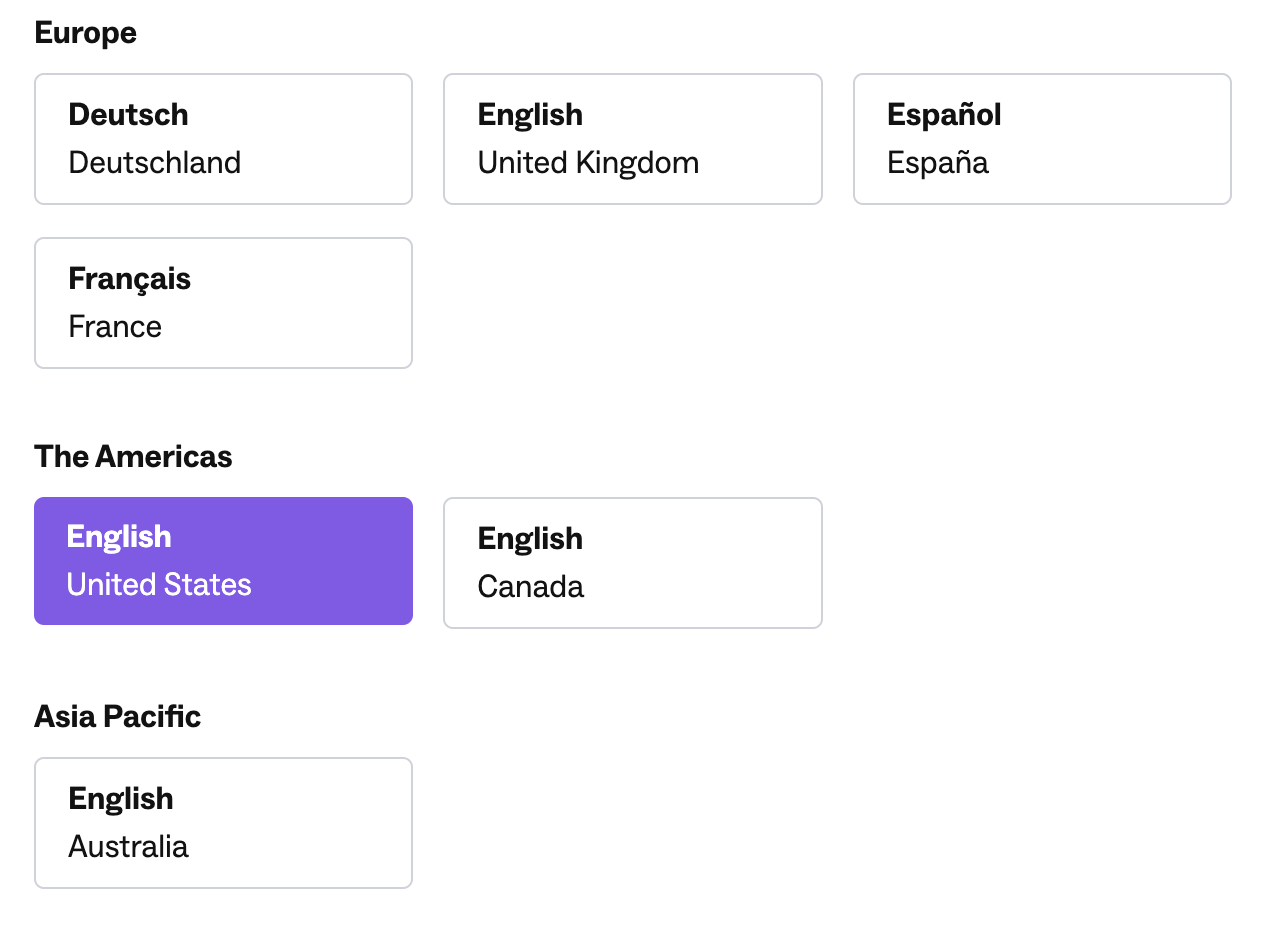 Europe
Deutsch
Deutschland
English
United Kingdom
Español
España
Français
France
The Americas
English
United States
English
Canada
Asia Pacific
English
Australia